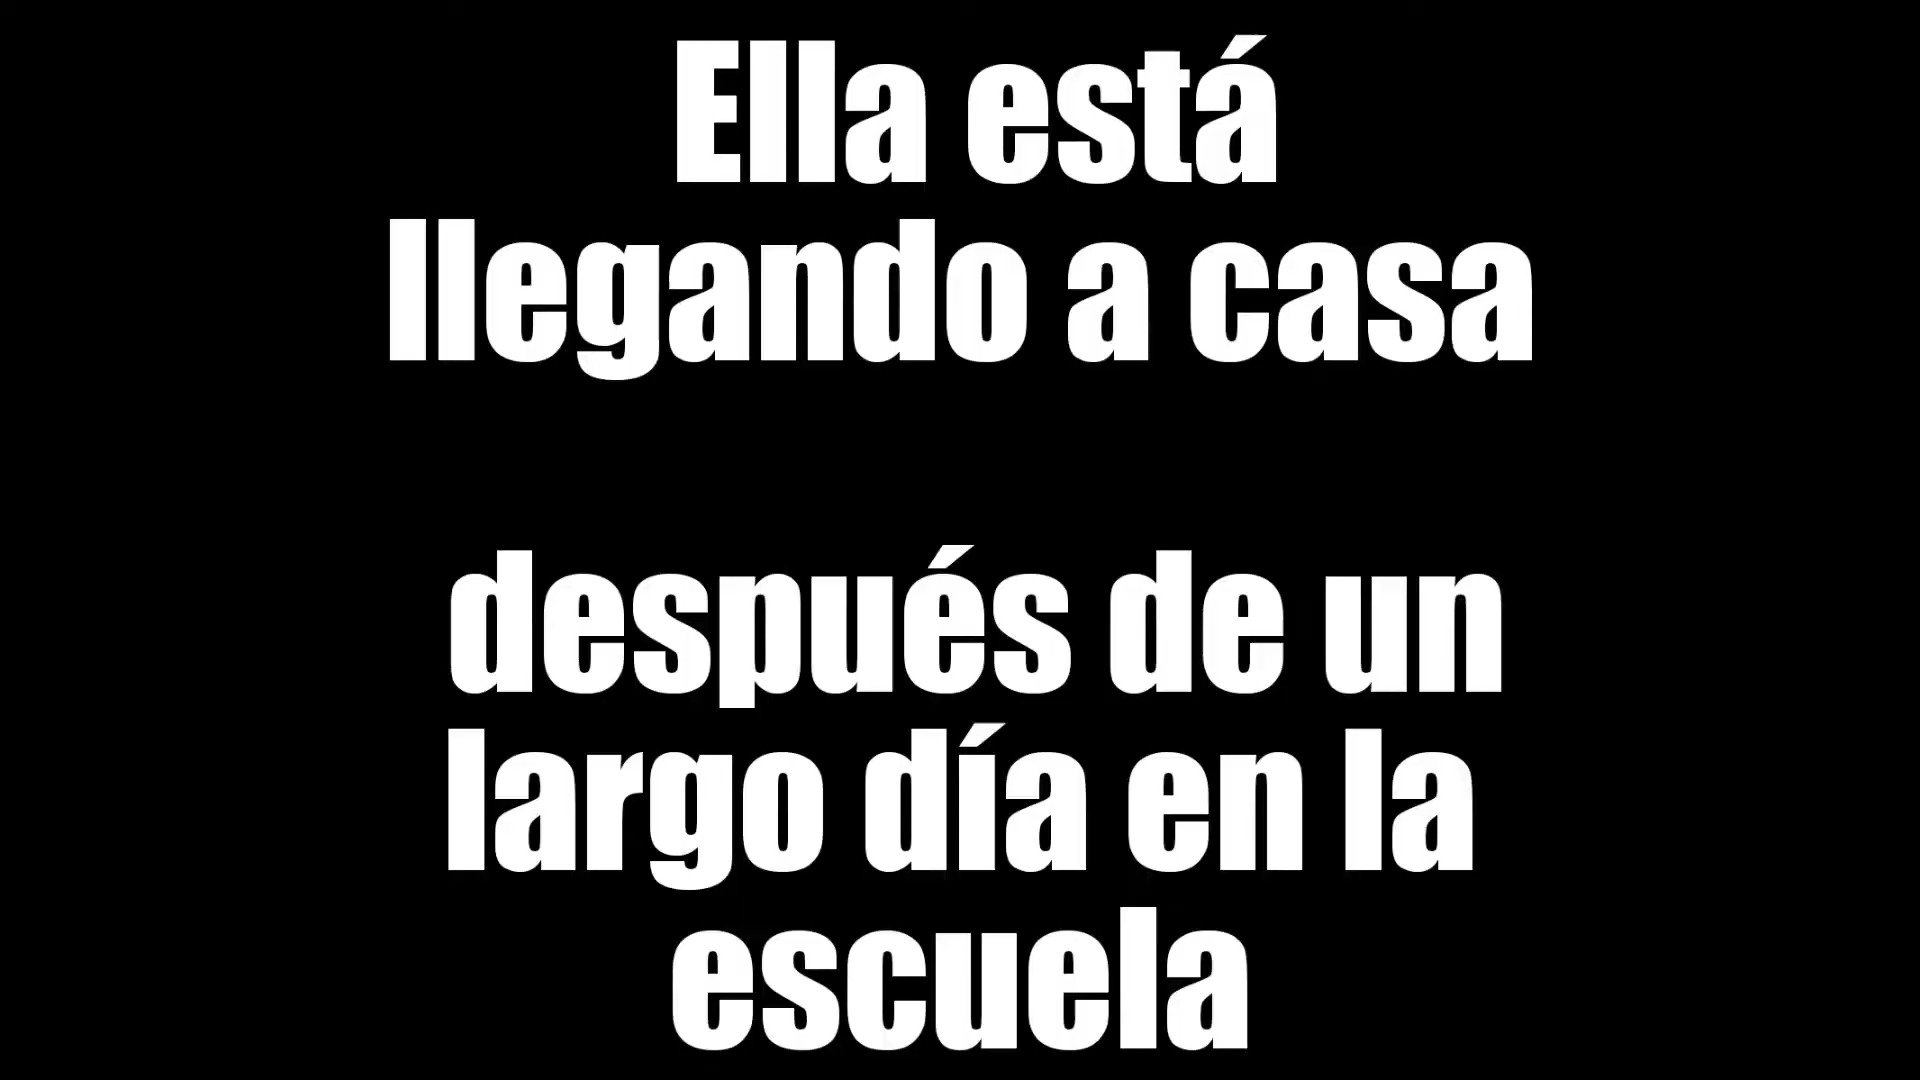 Ella está
llegando a casa
después de un
largo día en la
escuela